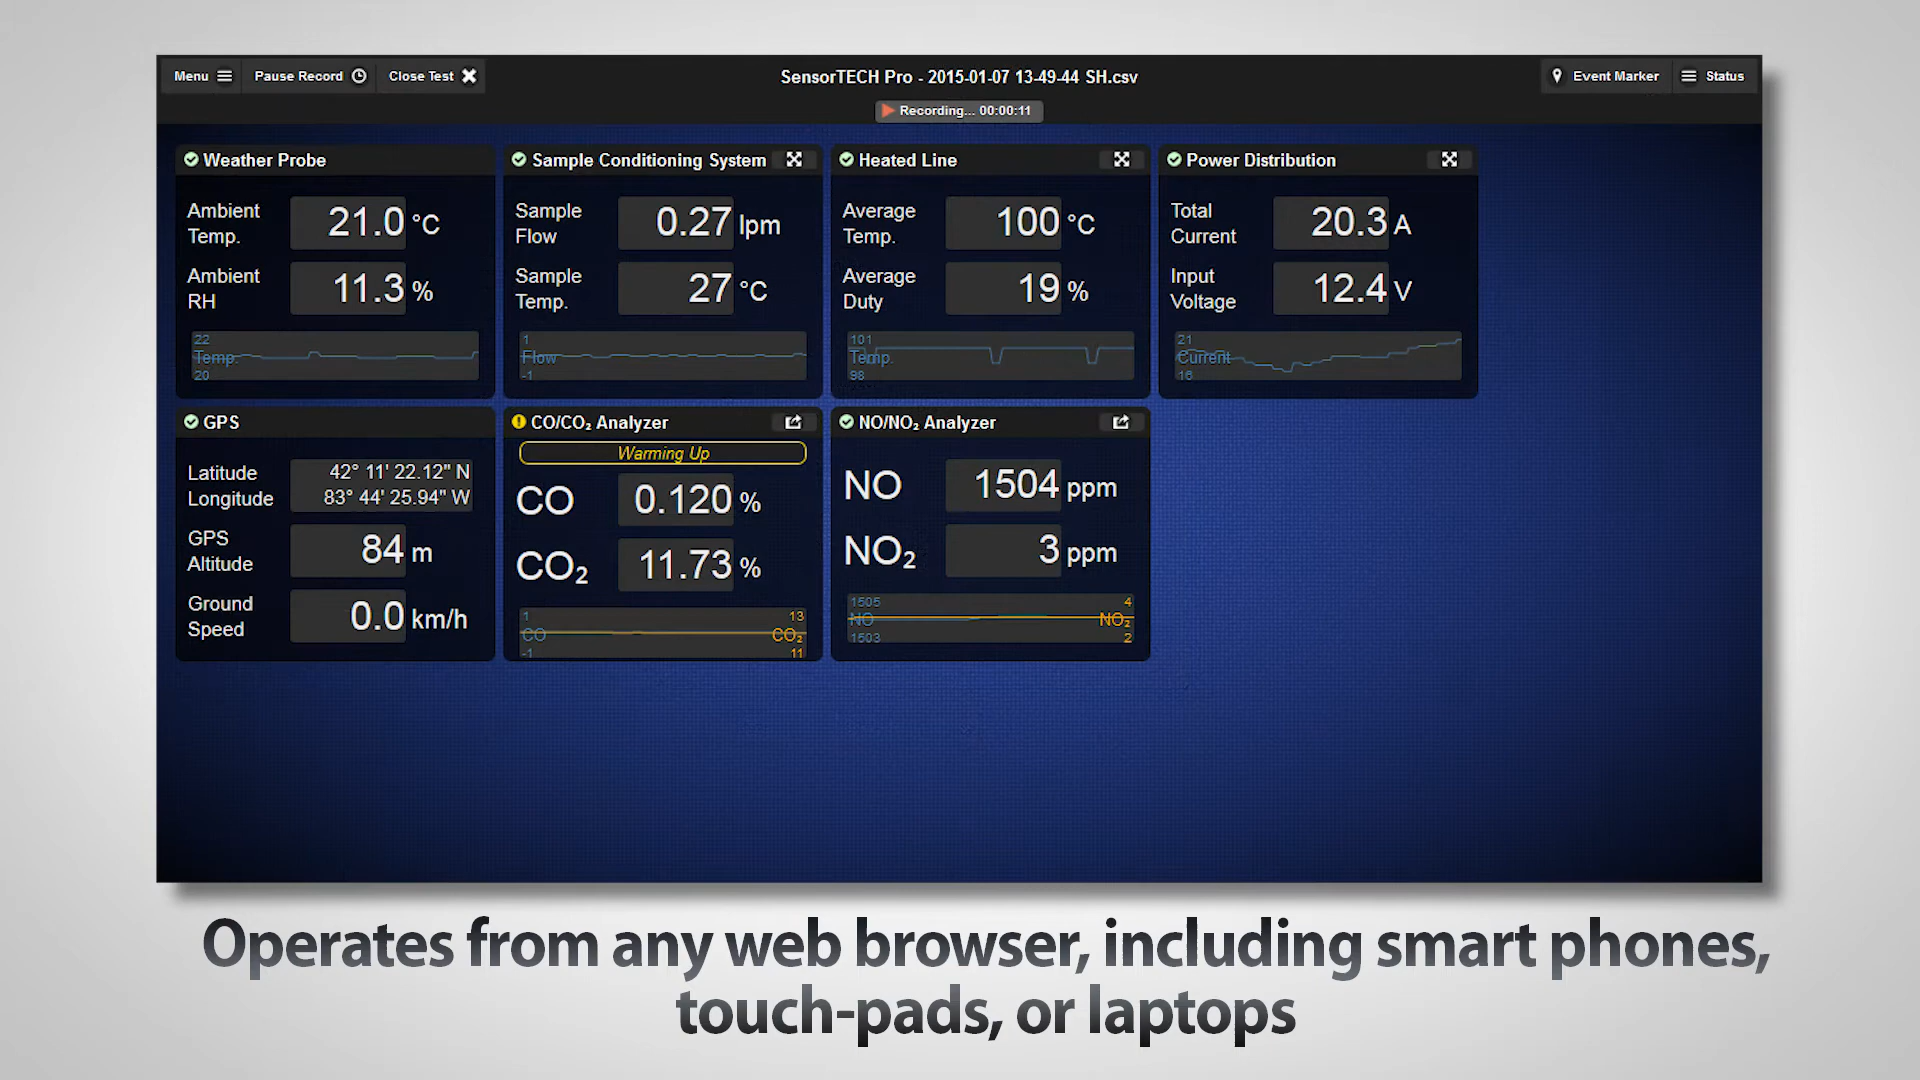 Menu Pause Record Close Test SensorTECH Pro - 2015-01-07 13-49-44 SH.csv Event Marker Status
Recording... 00:00:11
Weather Probe
Ambient Temp. 21.0 °C
Ambient RH 11.3 %
22
Temp.
20
Sample Conditioning System
Sample Flow 0.27 lpm
Sample Temp. 27 °C
1
Flow
-1
Heated Line
Average Temp. 100 °C
Average Duty 19 %
101
Temp.
98
Power Distribution
Total Current 20.3 A
Input Voltage 12.4 V
21
Current
16
GPS
Latitude 42° 11' 22.12" N
Longitude 83° 44' 25.94" W
GPS Altitude 84 m
Ground Speed 0.0 km/h
CO/CO₂ Analyzer
Warming Up
CO 0.120 %
CO₂ 11.73 %
1 13
CO CO₂
-1 11
NO/NO₂ Analyzer
NO 1504 ppm
NO₂ 3 ppm
1505 4
NO NO₂
1503 2
Operates from any web browser, including smart phones,
touch-pads, or laptops